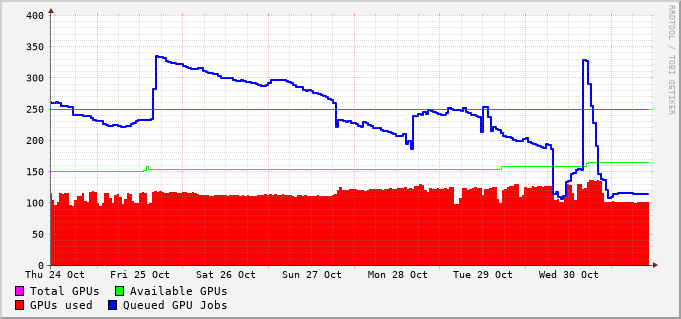 400
350
300
250
200
150
100
50
0
Thu 24 Oct Fri 25 Oct Sat 26 Oct Sun 27 Oct Mon 28 Oct Tue 29 Oct Wed 30 Oct
Total GPUs Available GPUs
GPUs used Queued GPU Jobs
RRDTOOL / TOBI OETIKER